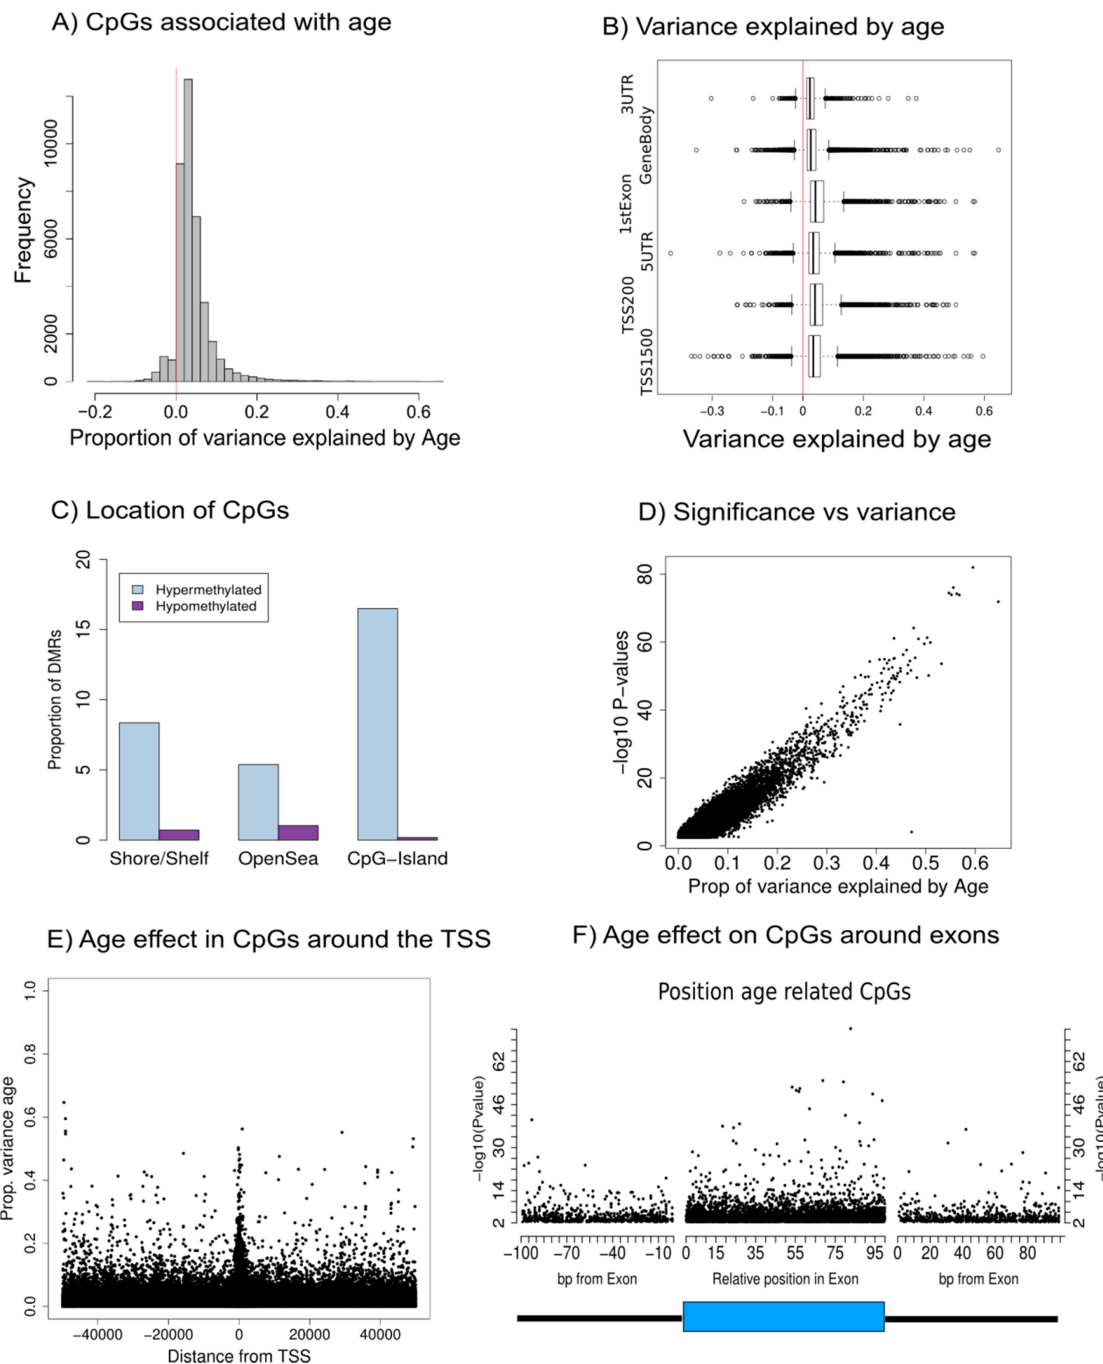 A) CpGs associated with age
Frequency
0 2000 6000 10000
−0.2 0.0 0.2 0.4 0.6
Proportion of variance explained by Age
B) Variance explained by age
3UTR
GeneBody
1stExon
5UTR
TSS200
TSS1500
−0.3 −0.1 0 0.2 0.4 0.6
Variance explained by age
C) Location of CpGs
Proportion of DMRs
0 5 10 15 20
Hypermethylated
Hypomethylated
Shore/Shelf OpenSea CpG−Island
D) Significance vs variance
−log10 P−values
0 20 40 60 80
0.0 0.1 0.2 0.3 0.4 0.5 0.6
Prop of variance explained by Age
E) Age effect in CpGs around the TSS
Prop. variance age
0.0 0.2 0.4 0.6 0.8 1.0
−40000 −20000 0 20000 40000
Distance from TSS
F) Age effect on CpGs around exons
Position age related CpGs
−log10(Pvalue)
2 14 30 46 62
−100 −70 −40 −10
bp from Exon
0 15 35 55 75 95
Relative position in Exon
0 20 40 60 80
bp from Exon
2 14 30 46 62
−log10(Pvalue)